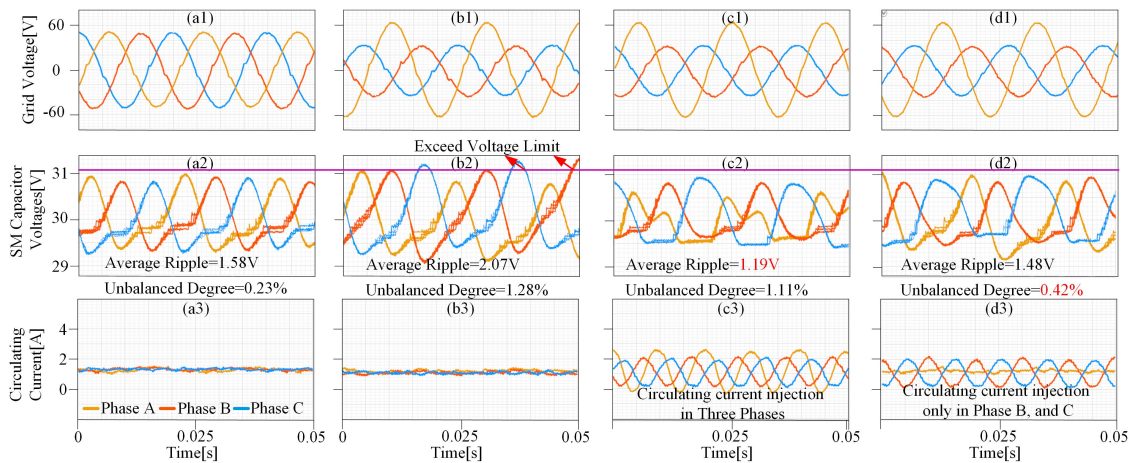 (a1) (b1) (c1) (d1)
Grid Voltage[V]
60
0
-60
Exceed Voltage Limit
(a2) (b2) (c2) (d2)
SM Capacitor
Voltages[V]
31
30
29
Average Ripple=1.58V Average Ripple=2.07V Average Ripple=1.19V Average Ripple=1.48V
Unbalanced Degree=0.23% Unbalanced Degree=1.28% Unbalanced Degree=1.11% Unbalanced Degree=0.42%
(a3) (b3) (c3) (d3)
Circulating
Current[A]
4
2
0
Phase A Phase B Phase C
Circulating current injection
in Three Phases
Circulating current injection
only in Phase B, and C
0 0.025 0.05 0 0.025 0.05 0.025 0.05 0.025 0.05
Time[s] Time[s] Time[s] Time[s]